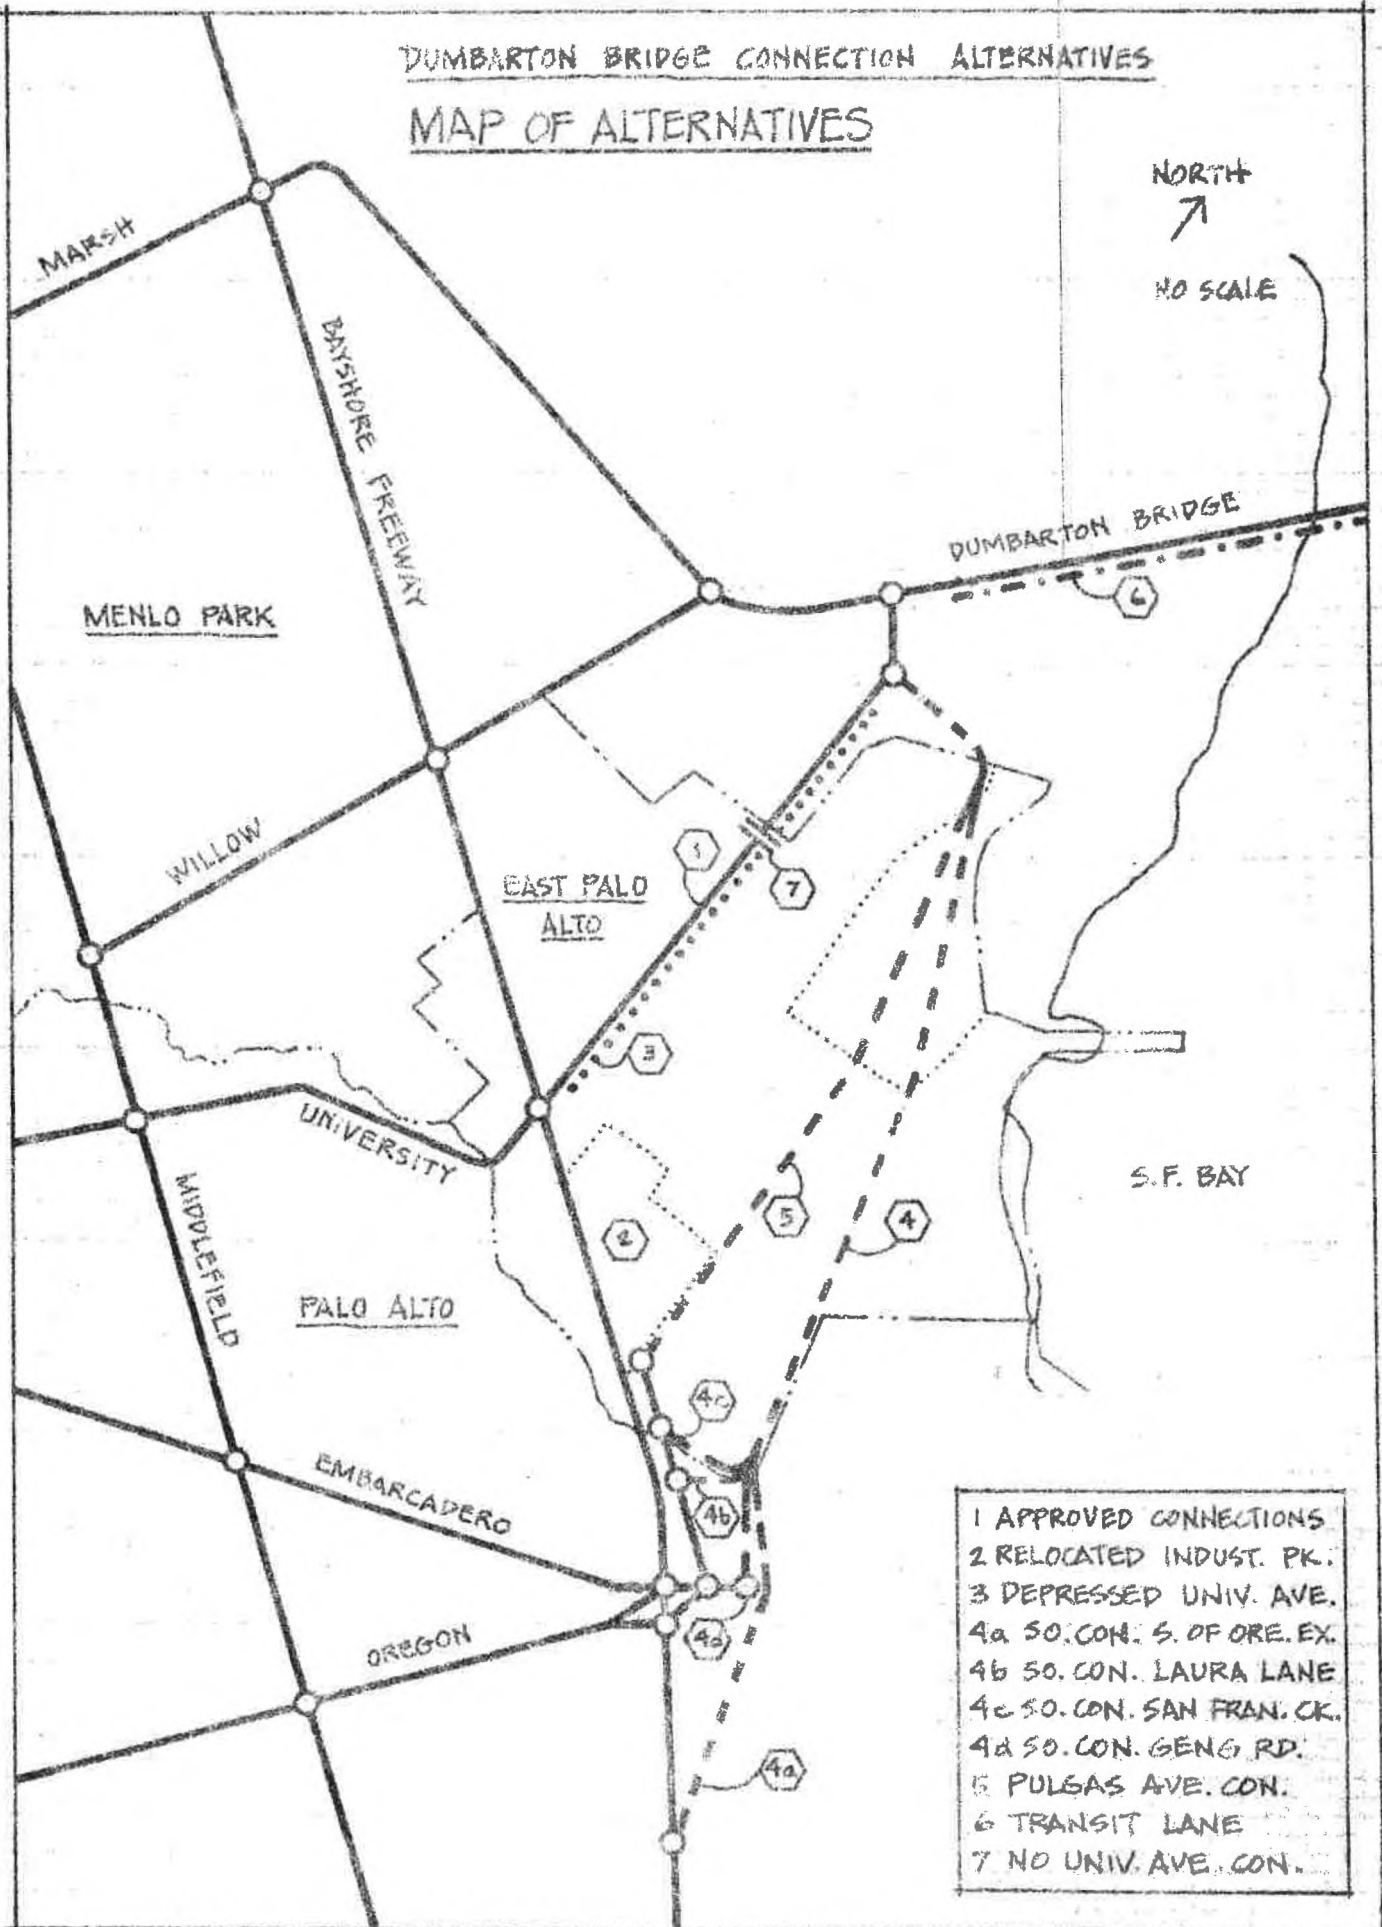 DUMBARTON BRIDGE CONNECTION ALTERNATIVES
MAP OF ALTERNATIVES
NORTH
NO SCALE
MARSH
BAYSHORE FREEWAY
DUMBARTON BRIDGE
6
MENLO PARK
WILLOW
1
7
EAST PALO
ALTO
3
UNIVERSITY
MIDDLEFIELD
S.F. BAY
5
4
2
PALO ALTO
4c
4b
EMBARCADERO
OREGON
4d
4a
1 APPROVED CONNECTIONS
2 RELOCATED INDUST. PK.
3 DEPRESSED UNIV. AVE.
4a SO. CON. S. OF ORE. EX.
4b SO. CON. LAURA LANE
4c SO. CON. SAN FRAN. CK.
4d SO. CON. GENG RD.
5 PULGAS AVE. CON.
6 TRANSIT LANE
7 NO UNIV. AVE. CON.